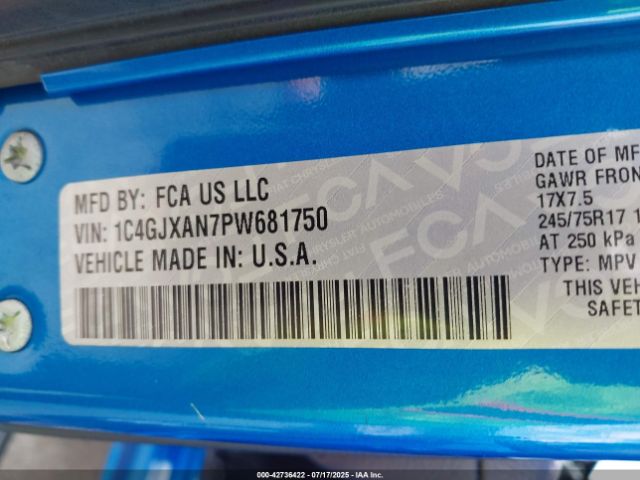 MFD BY: FCA US LLC
VIN: 1C4GJXAN7PW681750
VEHICLE MADE IN: U.S.A.
DATE OF MF
GAWR FRON
17X7.5
245/75R17 1
AT 250 kPa
TYPE: MPV
THIS VEH
SAFET
000-42736422 - 07/17/2025 - IAA Inc.